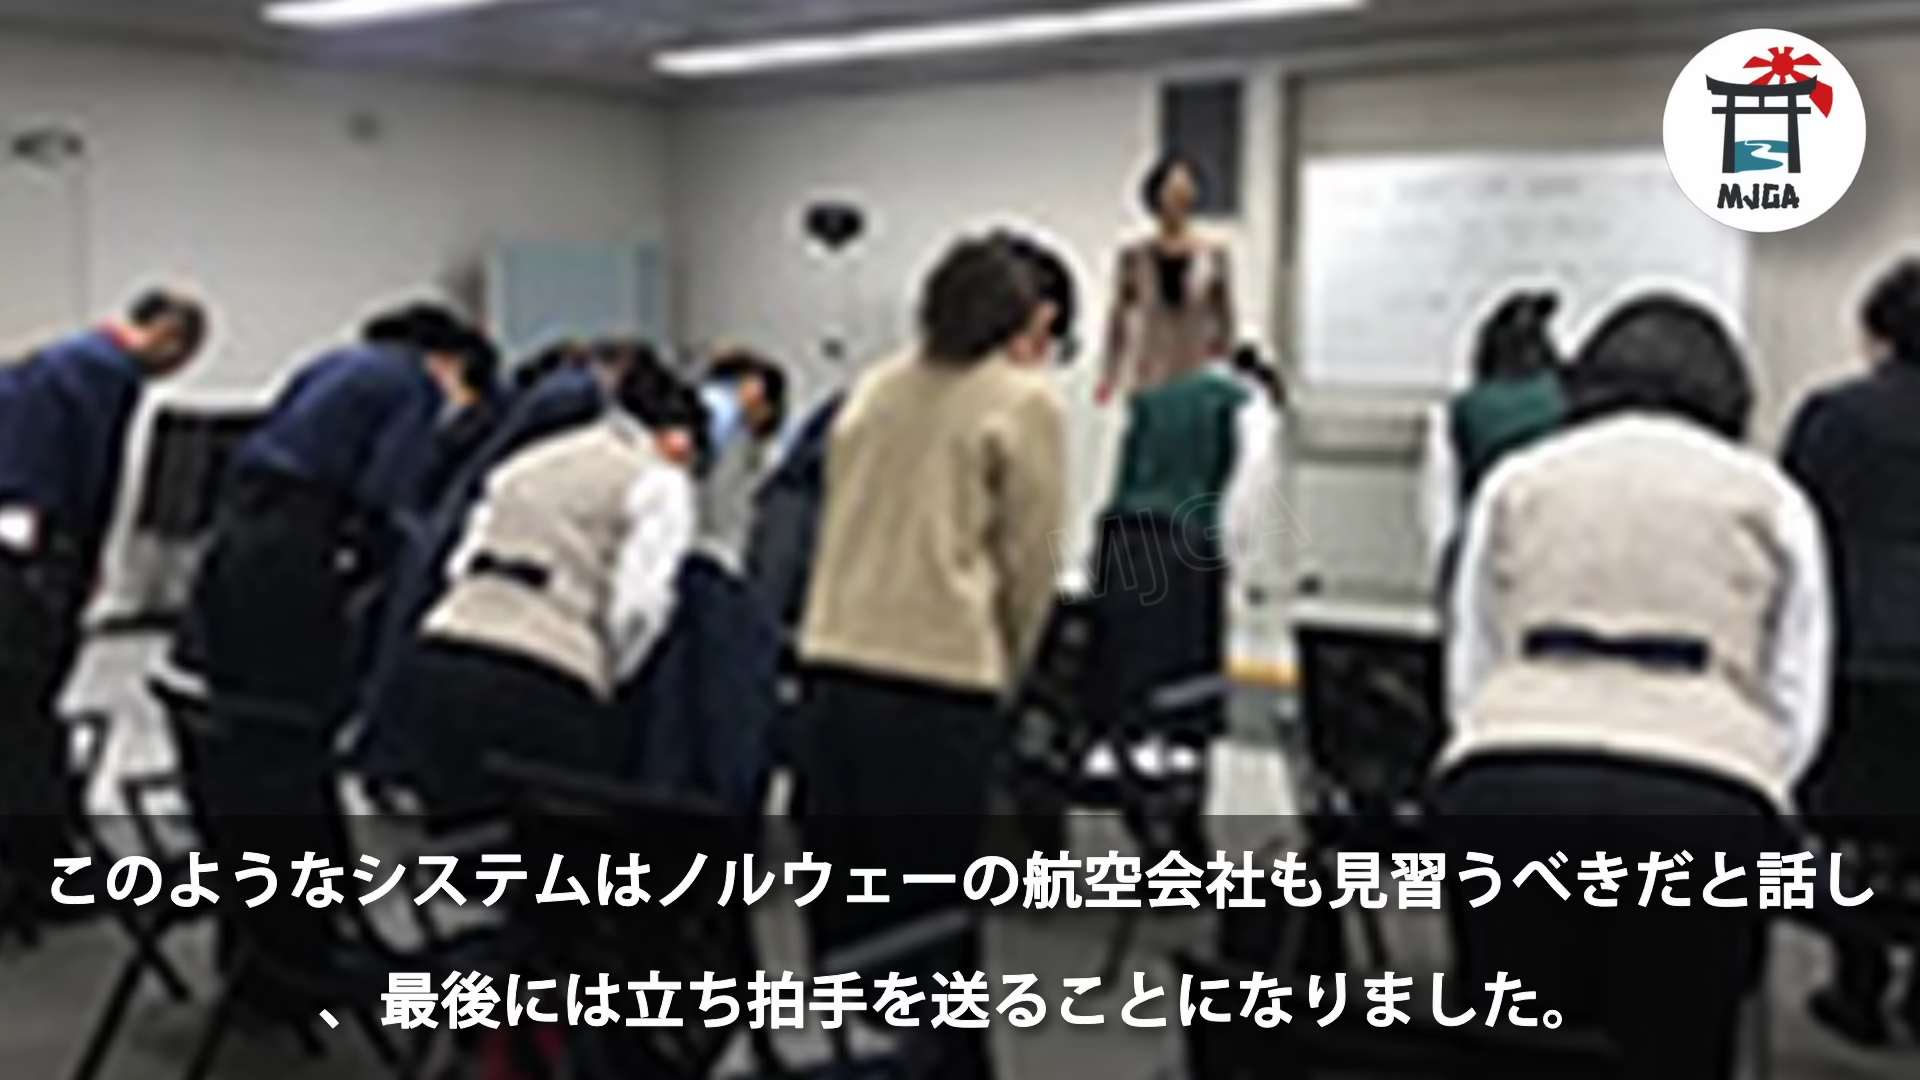 MJGA
MJGA
このようなシステムはノルウェーの航空会社も見習うべきだと話し
、最後には立ち拍手を送ることになりました。